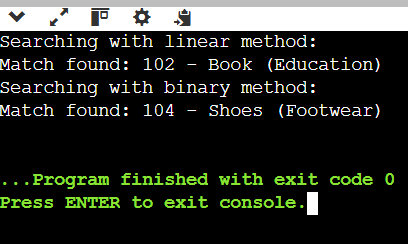 Searching with linear method:
Match found: 102 - Book (Education)
Searching with binary method:
Match found: 104 - Shoes (Footwear)
...Program finished with exit code 0
Press ENTER to exit console.